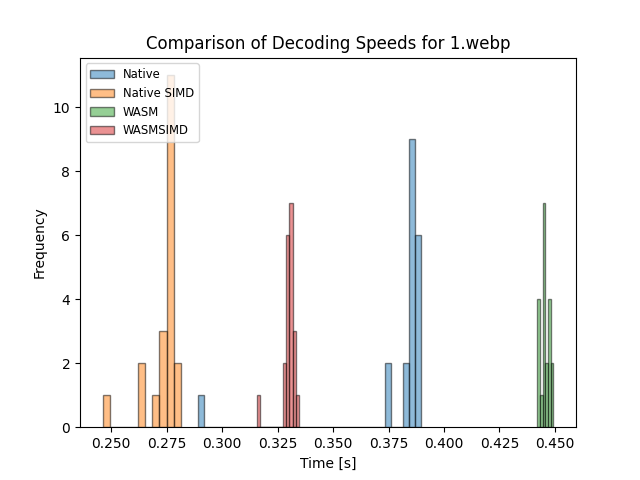 Comparison of Decoding Speeds for 1.webp
Native
Native SIMD
WASM
WASMSIMD
Frequency
10
8
6
4
2
0
0.250 0.275 0.300 0.325 0.350 0.375 0.400 0.425 0.450
Time [s]